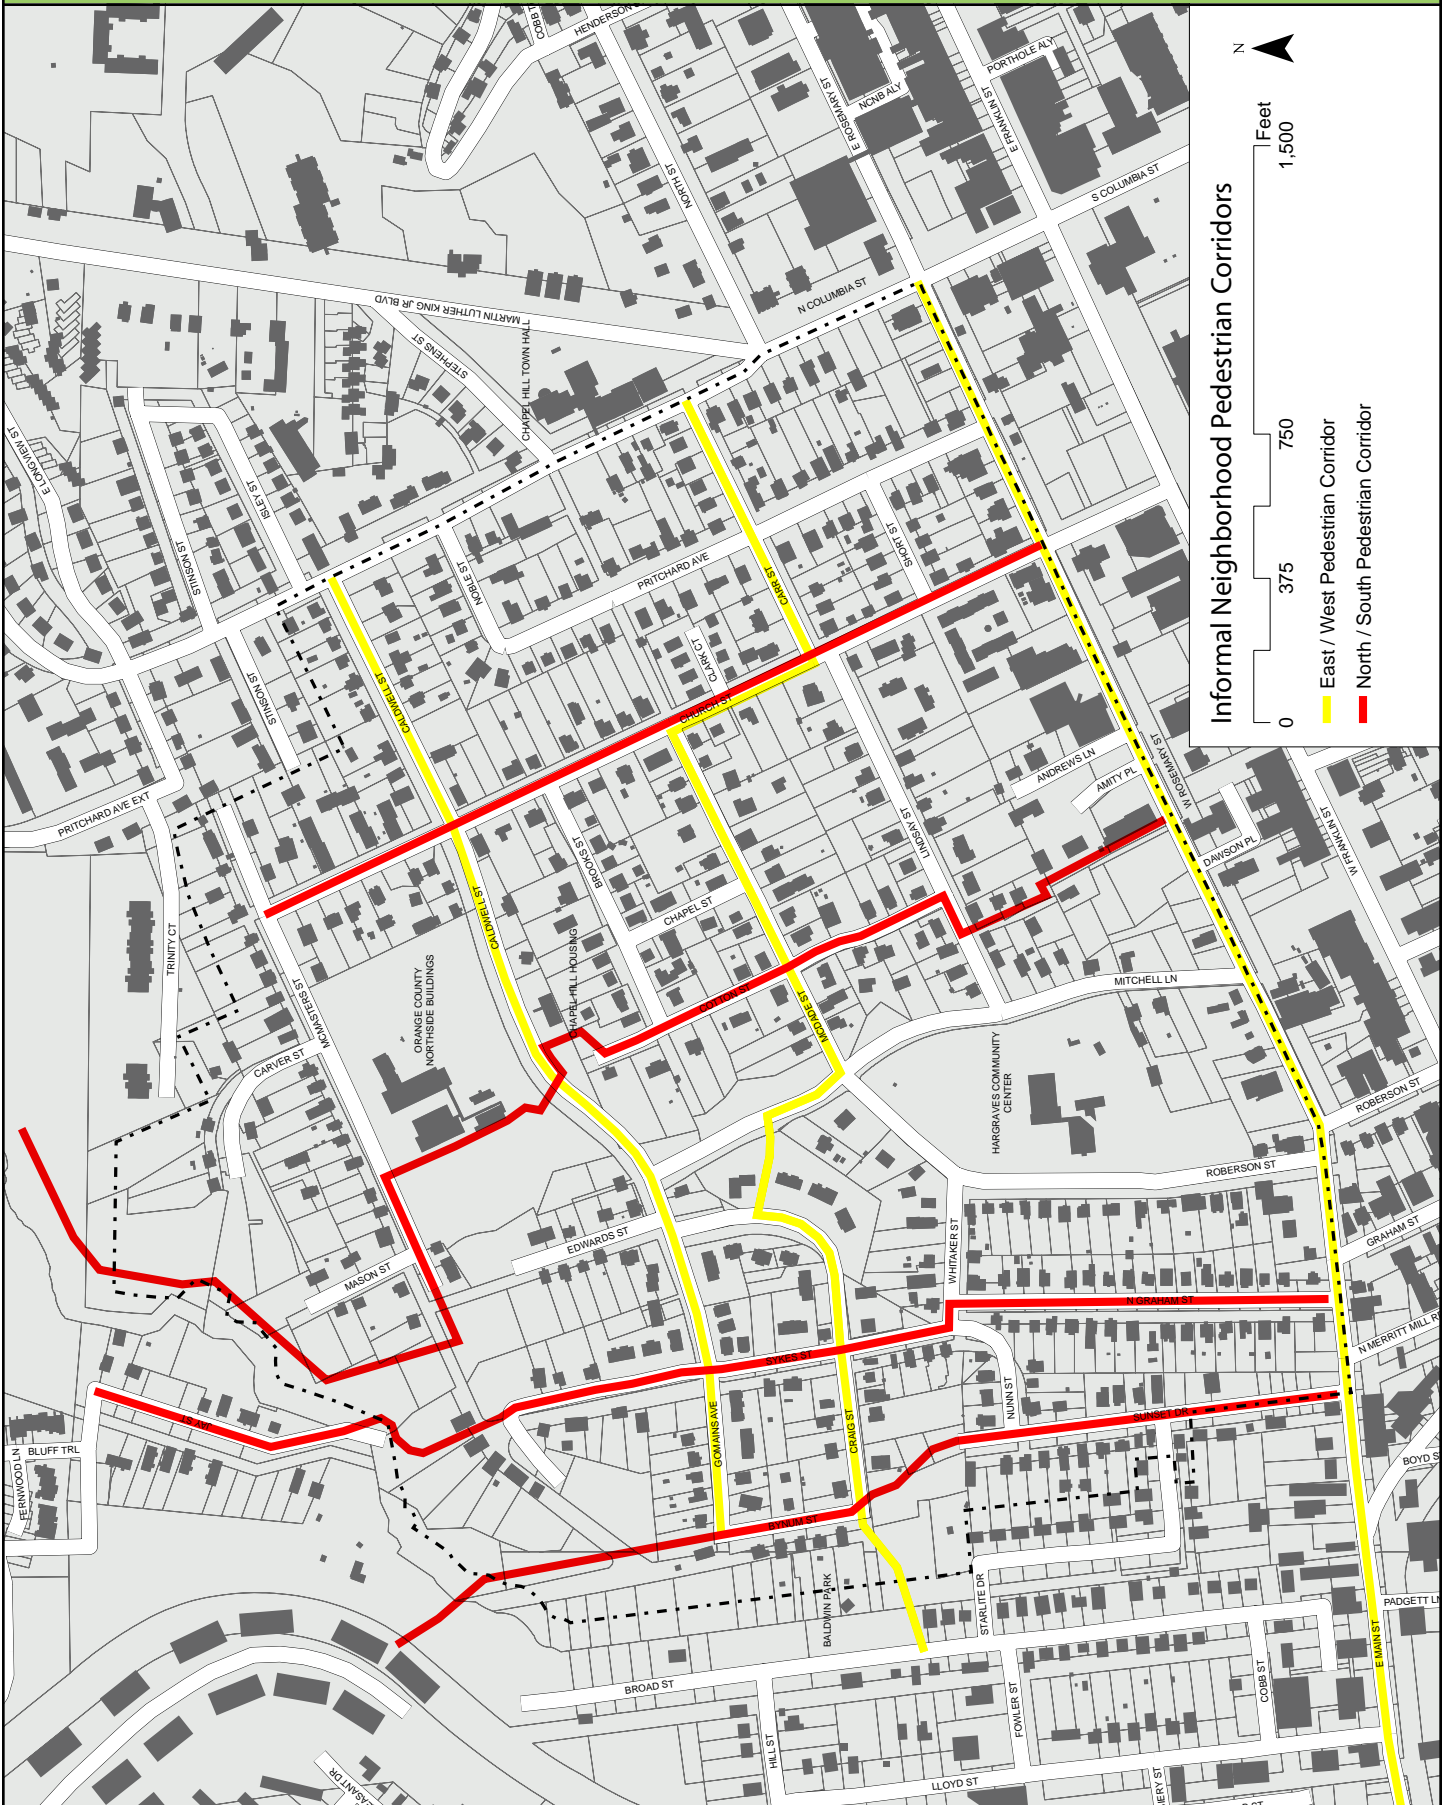 COBB T
HENDERSON S
PORTHOLE ALY
E ROSEMARY ST
NCNB ALY
E FRANKLIN ST
NORTH ST
S COLUMBIA ST
N COLUMBIA ST
MARTIN LUTHER KING JR BLVD
STEPHENS ST
CHAPEL HILL TOWN HALL
E LONGVIEW ST
ISLEY ST
STINSON ST
NOBLE ST
PRITCHARD AVE
SHORT ST
CARR ST
CLARK CT
CHURCH ST
STINSON ST
CALDWELL ST
PRITCHARD AVE EXT
ANDREWS LN
AMITY PL
W ROSEMARY ST
LINDSAY ST
DAWSON PL
W FRANKLIN ST
BROOKS ST
CHAPEL ST
CALDWELL ST
TRINITY CT
MCMASTERS ST
ORANGE COUNTY
NORTHSIDE BUILDINGS
CHAPEL HILL HOUSING
COTTON ST
MCDADE ST
MITCHELL LN
CARVER ST
HARGRAVES COMMUNITY
CENTER
ROBERSON ST
ROBERSON ST
EDWARDS ST
MASON ST
WHITAKER ST
GRAHAM ST
N GRAHAM ST
N MERRITT MILL R
SYKES ST
NUNN ST
SUNSET DR
JAY ST
GOMAINS AVE
CRAIG ST
BLUFF TRL
FERNWOOD LN
BOYD S
BYNUM ST
BALDWIN PARK
STARLITE DR
PADGETT LN
E MAIN ST
BROAD ST
COBB ST
FOWLER ST
HILL ST
LLOYD ST
EASANT DR
ERY ST
Informal Neighborhood Pedestrian Corridors
N
0 375 750 1,500
Feet
East / West Pedestrian Corridor
North / South Pedestrian Corridor